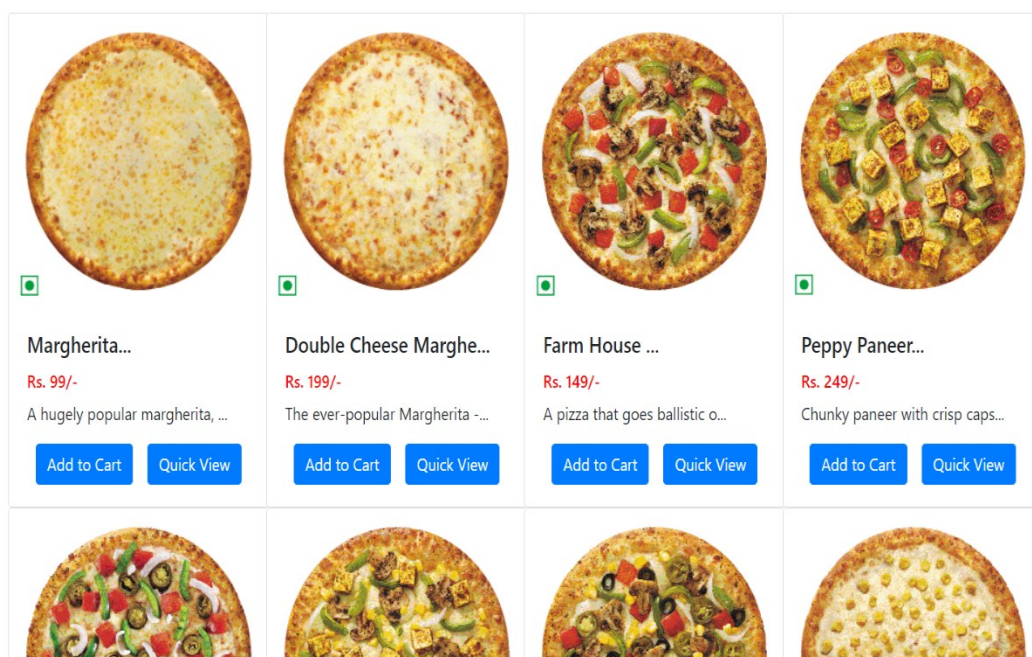 Margherita...
Rs. 99/-
A hugely popular margherita, ...
Add to Cart Quick View
Double Cheese Marghe...
Rs. 199/-
The ever-popular Margherita -...
Add to Cart Quick View
Farm House ...
Rs. 149/-
A pizza that goes ballistic o...
Add to Cart Quick View
Peppy Paneer...
Rs. 249/-
Chunky paneer with crisp caps...
Add to Cart Quick View